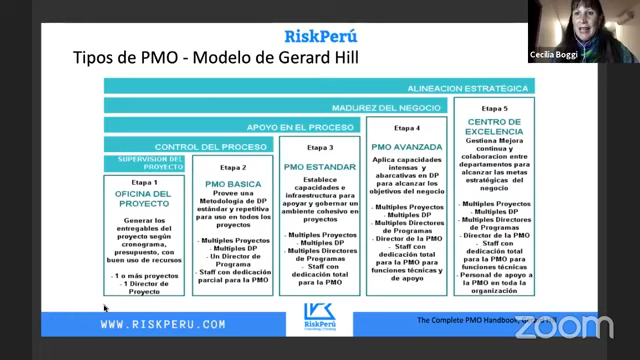 RiskPerú
Tipos de PMO - Modelo de Gerard Hill
Cecilia Boggi
ALINEACION ESTRATÉGICA
MADUREZ DEL NEGOCIO
APOYO EN EL PROCESO
CONTROL DEL PROCESO
SUPERVISION DEL
PROYECTO
Etapa 1
OFICINA DEL
PROYECTO
Generar los
entregables del
proyecto según
cronograma,
presupuesto, con
buen uso de recursos
- 1 o más proyectos
- 1 Director de
Proyecto
Etapa 2
PMO BASICA
Provee una
Metodología de DP
estándar y repetitiva
para uso en todos los
proyectos
- Multiples Proyectos
- Multiples DP
- Un Director de
Programa
- Staff con dedicación
parcial para la PMO
Etapa 3
PMO ESTANDAR
Establece
capacidades e
infraestructura para
apoyar y gobernar un
ambiente cohesivo en
proyectos
- Multiples Proyectos
- Multiples DP
- Multiples Directores
de Programas
- Staff con
dedicación total
para la PMO
Etapa 4
PMO AVANZADA
Aplica capacidades
intensas y
abarcativas en DP
para alcanzar los
objetivos del negocio
- Multiples Proyectos
- Multiples DP
- Multiples Directores
de Programas
- Director de la PMO
- Staff con
dedicación total
para la PMO para
funciones técnicas y
de apoyo
Etapa 5
CENTRO DE
EXCELENCIA
Gestiona Mejora
continua y
colaboracion entre
departamentos para
alcanzar las metas
estratégicas del
negocio
- Multiples Proyectos
- Multiples DP
- Multiples Directores
de Programas
- Director de la PMO
- Staff con
dedicación total
para la PMO para
funciones técnicas
- Personal de apoyo a
la PMO en toda la
organización
WWW.RISKPERU.COM
RiskPerú
The Complete PMO Handbook, Gerard Hill
zoom